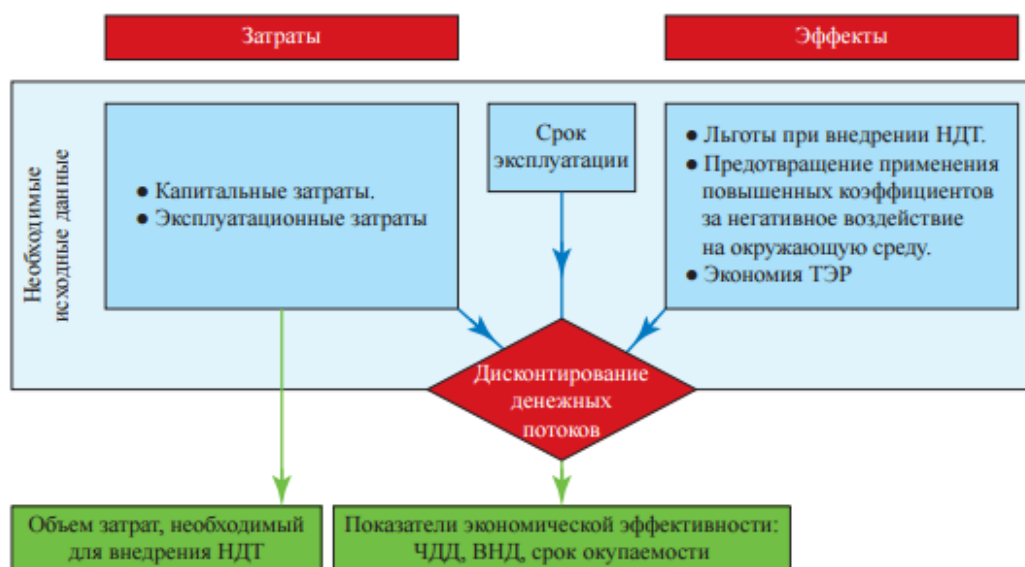 Затраты
Эффекты
Необходимые
исходные данные
● Капитальные затраты.
● Эксплуатационные затраты
Срок
эксплуатации
● Льготы при внедрении НДТ.
● Предотвращение применения
повышенных коэффициентов
за негативное воздействие
на окружающую среду.
● Экономия ТЭР
Дисконтирование
денежных
потоков
Объем затрат, необходимый
для внедрения НДТ
Показатели экономической эффективности:
ЧДД, ВНД, срок окупаемости